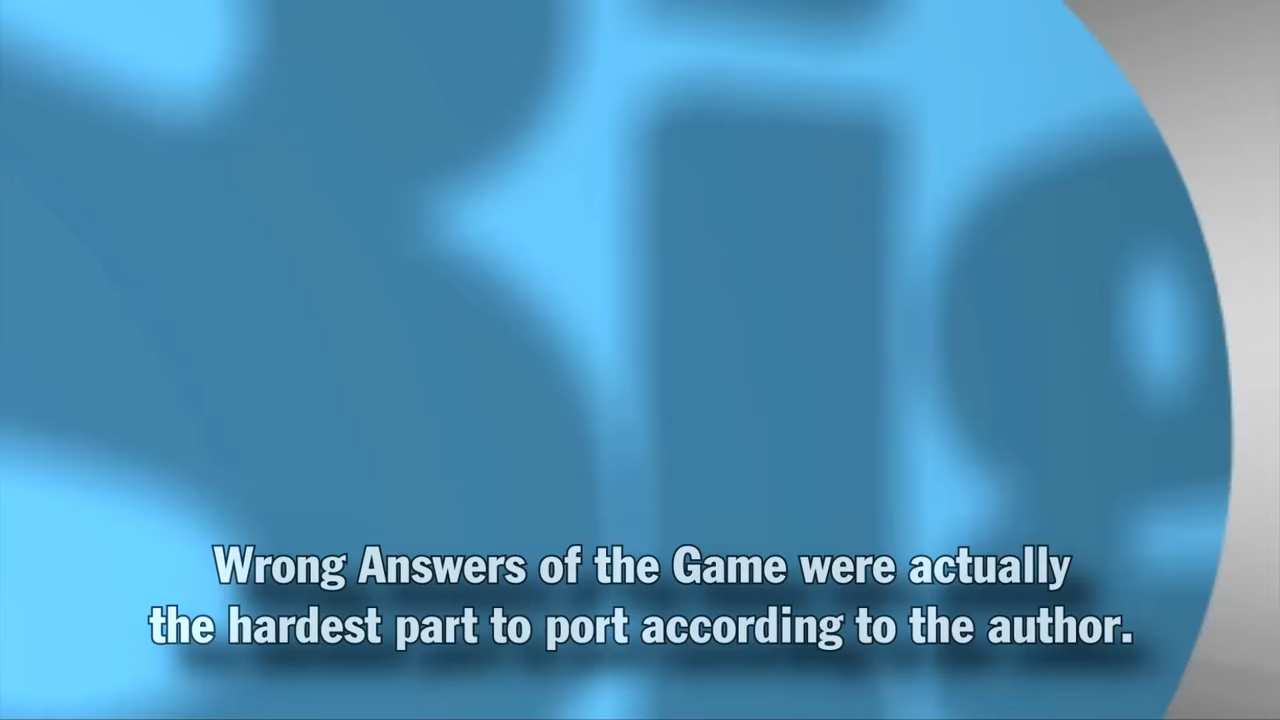 Wrong Answers of the Game were actually
the hardest part to port according to the author.